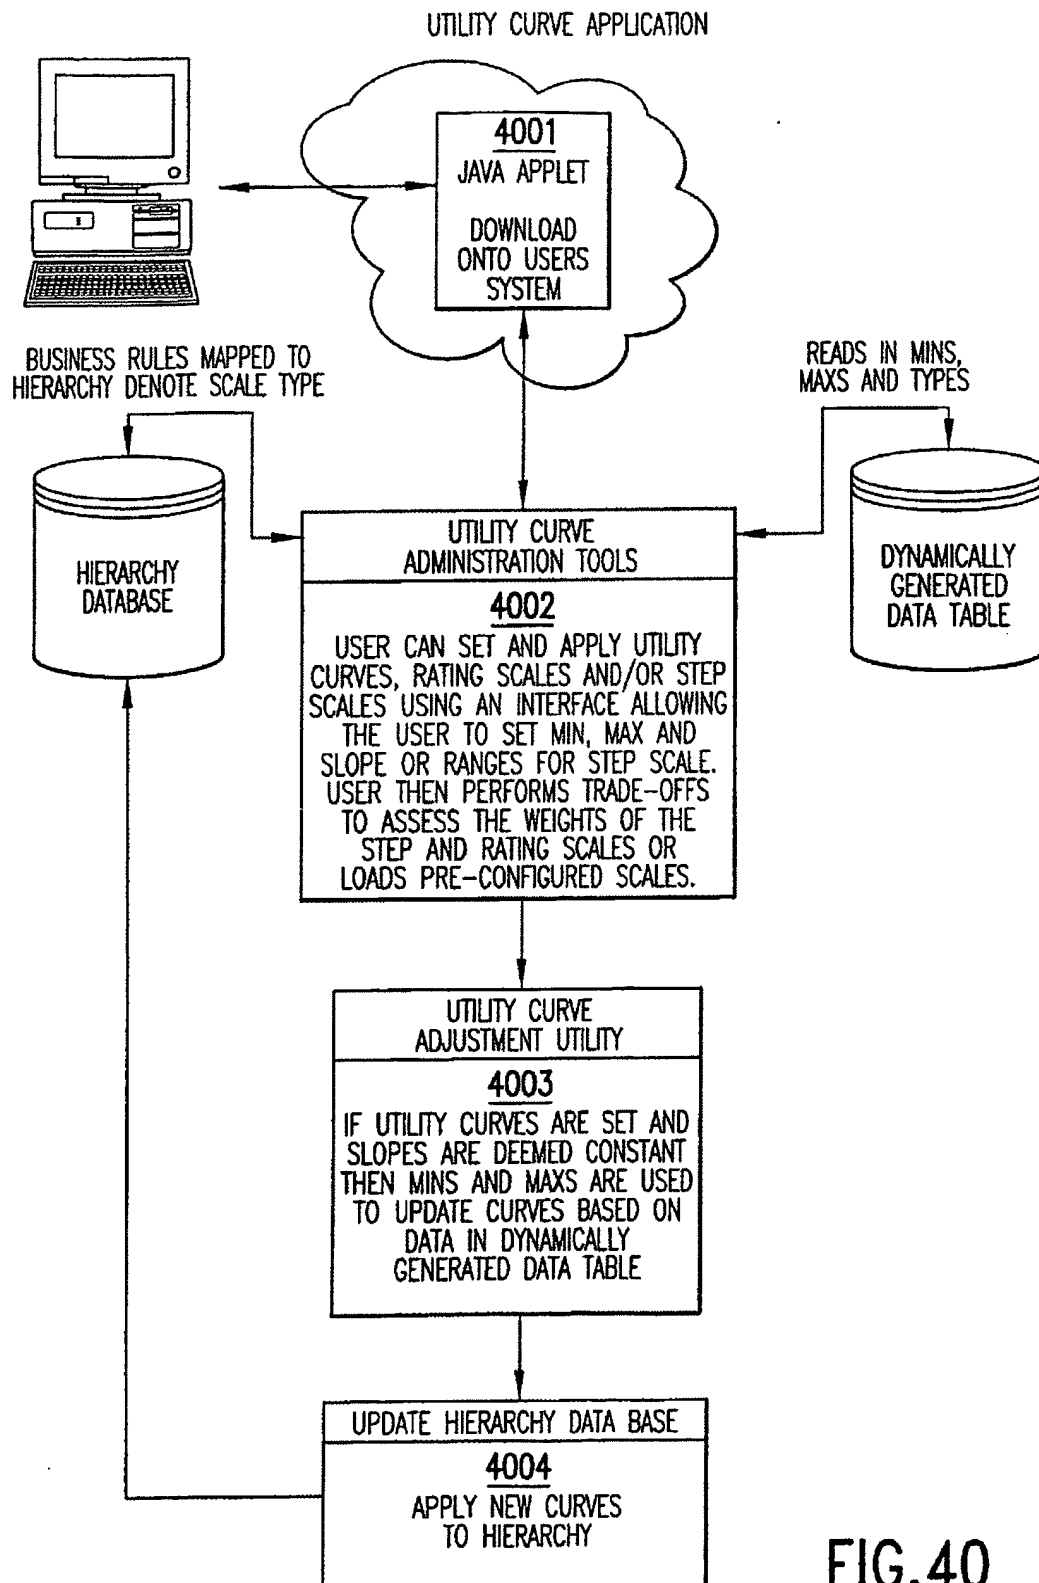 UTILITY CURVE APPLICATION
4001
JAVA APPLET
DOWNLOAD
ONTO USERS
SYSTEM
BUSINESS RULES MAPPED TO
HIERARCHY DENOTE SCALE TYPE
READS IN MINS,
MAXS AND TYPES
HIERARCHY
DATABASE
UTILITY CURVE
ADMINISTRATION TOOLS
4002
USER CAN SET AND APPLY UTILITY
CURVES, RATING SCALES AND/OR STEP
SCALES USING AN INTERFACE ALLOWING
THE USER TO SET MIN, MAX AND
SLOPE OR RANGES FOR STEP SCALE.
USER THEN PERFORMS TRADE-OFFS
TO ASSESS THE WEIGHTS OF THE
STEP AND RATING SCALES OR
LOADS PRE-CONFIGURED SCALES.
DYNAMICALLY
GENERATED
DATA TABLE
UTILITY CURVE
ADJUSTMENT UTILITY
4003
IF UTILITY CURVES ARE SET AND
SLOPES ARE DEEMED CONSTANT
THEN MINS AND MAXS ARE USED
TO UPDATE CURVES BASED ON
DATA IN DYNAMICALLY
GENERATED DATA TABLE
UPDATE HIERARCHY DATA BASE
4004
APPLY NEW CURVES
TO HIERARCHY
FIG.40